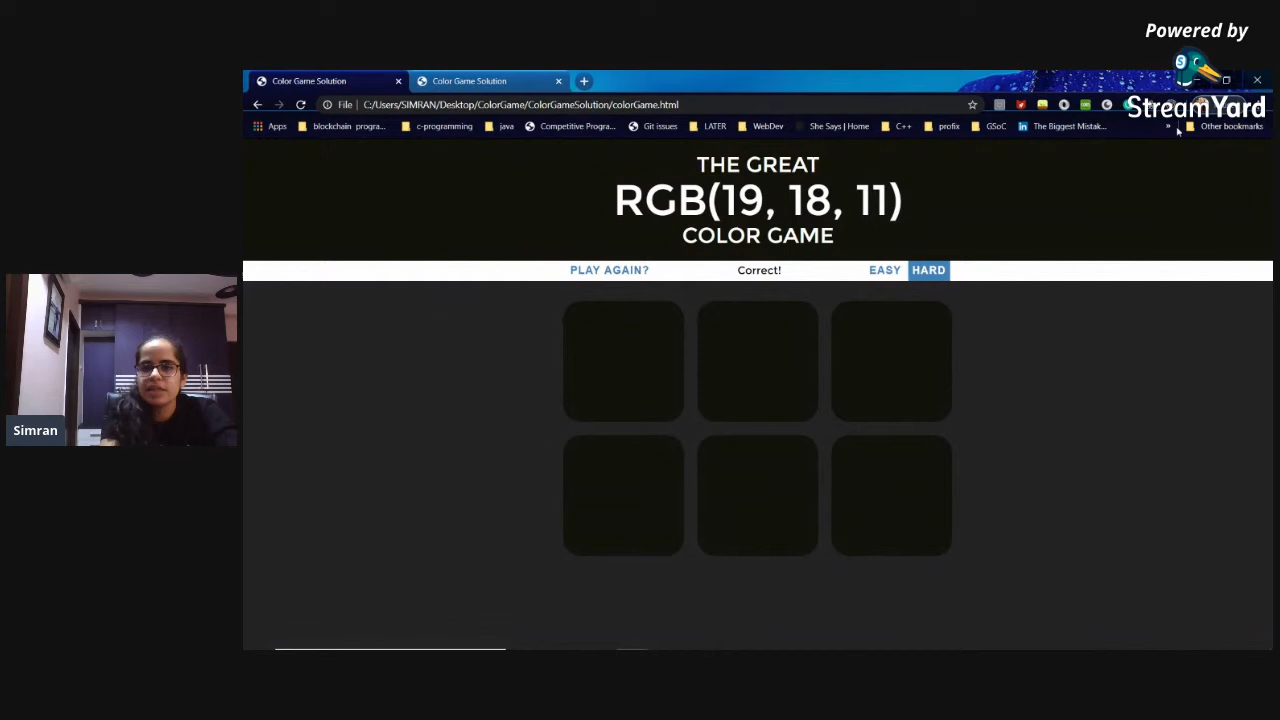 Powered by
StreamYard
Color Game Solution
Color Game Solution
File
C:/Users/SIMRAN/Desktop/ColorGame/ColorGameSolution/colorGame.html
Apps
blockchain progra...
c-programming
java
Competitive Progra...
Git issues
LATER
WebDev
She Says | Home
C++
profix
GSoC
The Biggest Mistak...
»
Other bookmarks
THE GREAT
RGB(19, 18, 11)
COLOR GAME
PLAY AGAIN?
Correct!
EASY
HARD
Simran